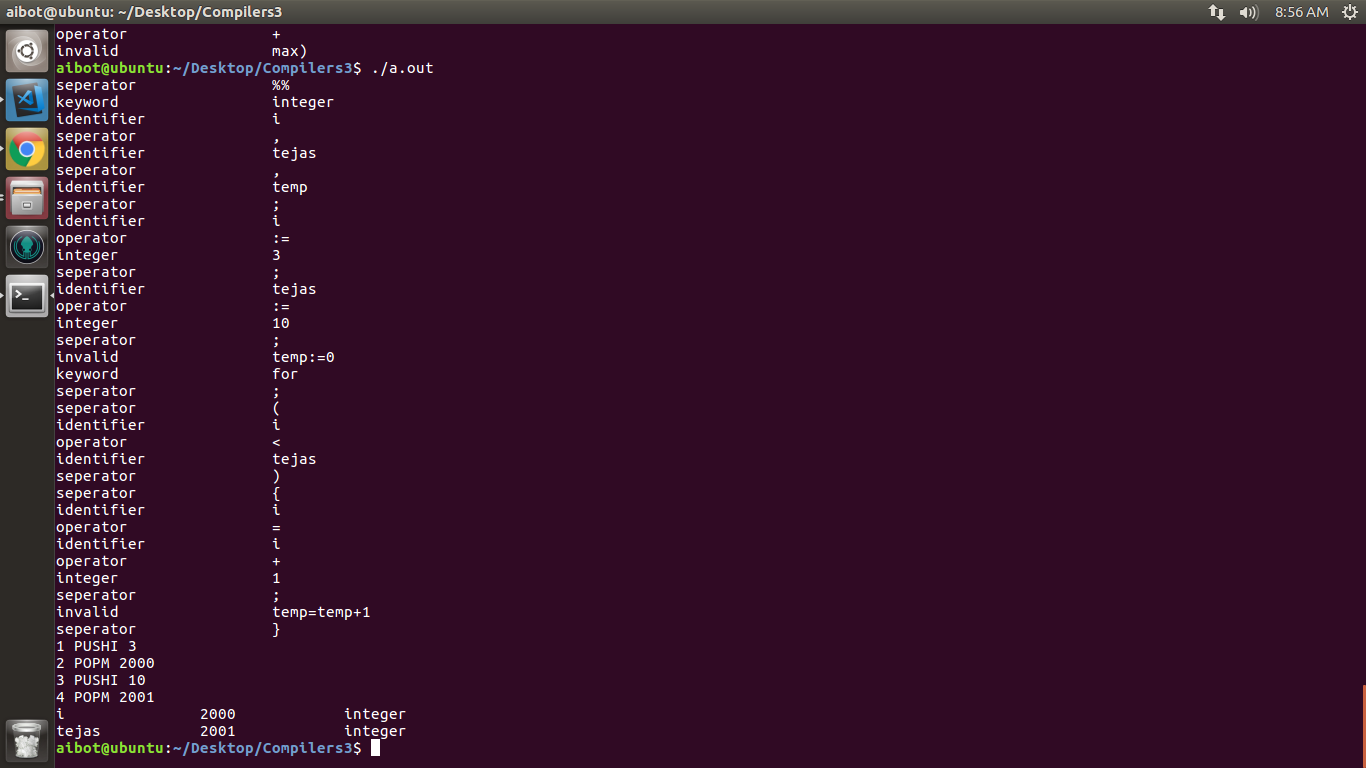 aibot@ubuntu: ~/Desktop/Compilers3 8:56 AM
operator +
invalid max)
aibot@ubuntu:~/Desktop/Compilers3$ ./a.out
seperator %%
keyword integer
identifier i
seperator ,
identifier tejas
seperator ,
identifier temp
seperator ;
identifier i
operator :=
integer 3
seperator ;
identifier tejas
operator :=
integer 10
seperator ;
invalid temp:=0
keyword for
seperator ;
seperator (
identifier i
operator <
identifier tejas
seperator )
seperator {
identifier i
operator =
identifier i
operator +
integer 1
seperator ;
invalid temp=temp+1
seperator }
1 PUSHI 3
2 POPM 2000
3 PUSHI 10
4 POPM 2001
i 2000 integer
tejas 2001 integer
aibot@ubuntu:~/Desktop/Compilers3$